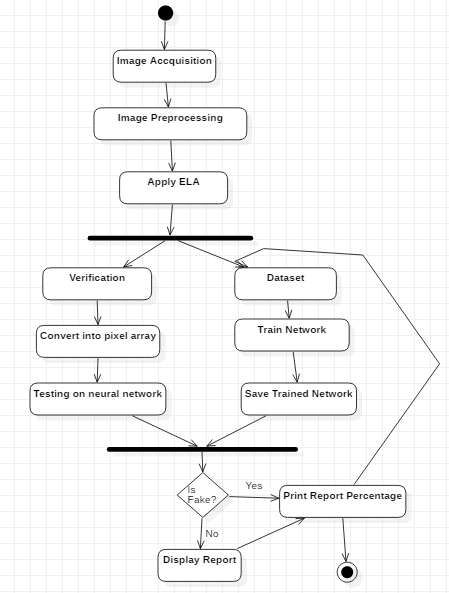 Image Accquisition
Image Preprocessing
Apply ELA
Verification
Dataset
Convert into pixel array
Train Network
Testing on neural network
Save Trained Network
Is
Fake?
Yes
Print Report Percentage
No
Display Report